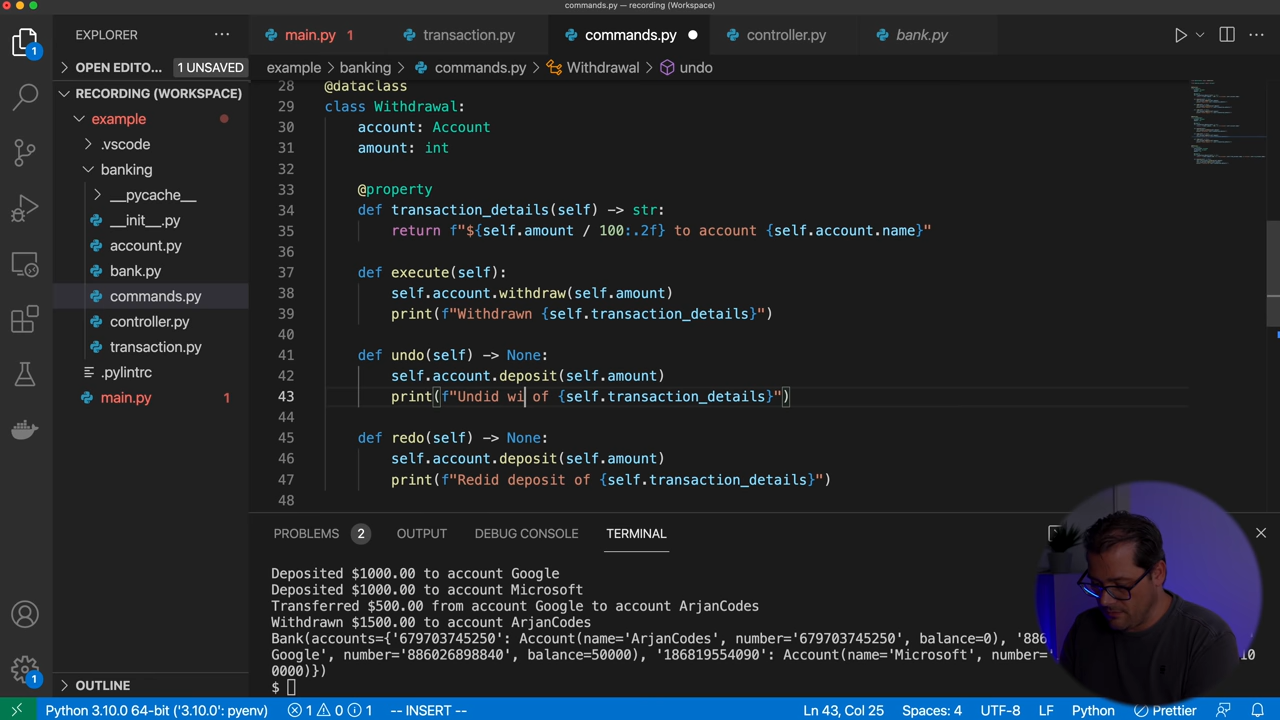 commands.py — recording (Workspace)
EXPLORER
main.py 1
transaction.py
commands.py
controller.py
bank.py
OPEN EDITO... 1 UNSAVED
example > banking > commands.py > Withdrawal > undo
RECORDING (WORKSPACE)
example
.vscode
banking
__pycache__
__init__.py
account.py
bank.py
commands.py
controller.py
transaction.py
.pylintrc
main.py 1
OUTLINE
1
1
28 @dataclass
29 class Withdrawal:
30 account: Account
31 amount: int
32
33 @property
34 def transaction_details(self) -> str:
35 return f"${self.amount / 100:.2f} to account {self.account.name}"
36
37 def execute(self):
38 self.account.withdraw(self.amount)
39 print(f"Withdrawn {self.transaction_details}")
40
41 def undo(self) -> None:
42 self.account.deposit(self.amount)
43 print(f"Undid wi of {self.transaction_details}")
44
45 def redo(self) -> None:
46 self.account.deposit(self.amount)
47 print(f"Redid deposit of {self.transaction_details}")
48
PROBLEMS 2 OUTPUT DEBUG CONSOLE TERMINAL
Deposited $1000.00 to account Google
Deposited $1000.00 to account Microsoft
Transferred $500.00 from account Google to account ArjanCodes
Withdrawn $1500.00 to account ArjanCodes
Bank(accounts={'679703745250': Account(name='ArjanCodes', number='679703745250', balance=0), '886
Google', number='886026898840', balance=50000), '186819554090': Account(name='Microsoft', number=
0000)})
$
Python 3.10.0 64-bit ('3.10.0': pyenv) 1 0 1 -- INSERT -- Ln 43, Col 25 Spaces: 4 UTF-8 LF Python Prettier